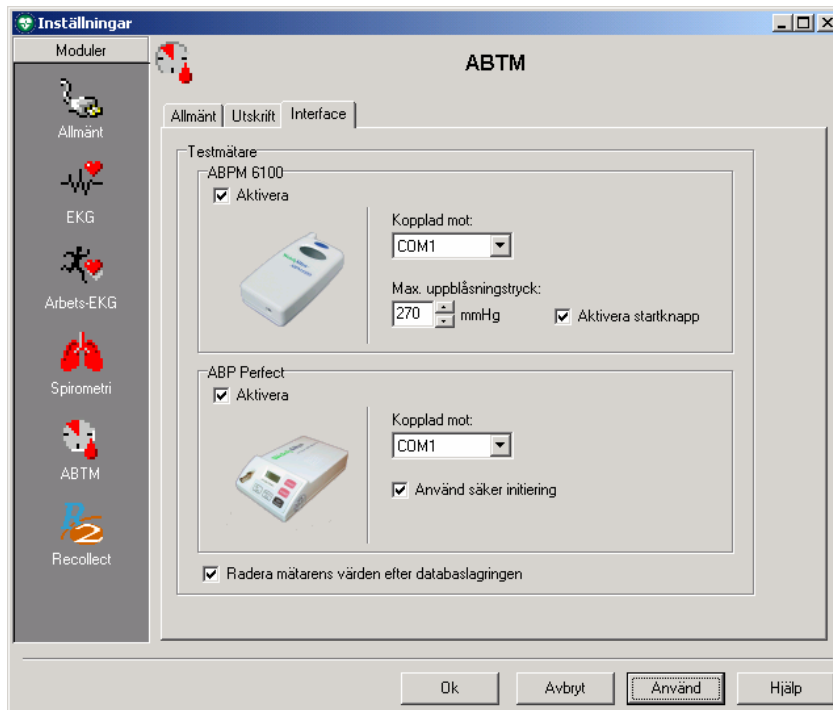 Inställningar
Moduler
Allmänt
EKG
Arbets-EKG
Spirometri
ABTM
Recollect
ABTM
Allmänt
Utskrift
Interface
Testmätare
ABPM 6100
Aktivera
Kopplad mot:
COM1
Max. uppblåsningstryck:
270 mmHg
Aktivera startknapp
ABP Perfect
Aktivera
Kopplad mot:
COM1
Använd säker initiering
Radera mätarens värden efter databaslagringen
Ok
Avbryt
Använd
Hjälp